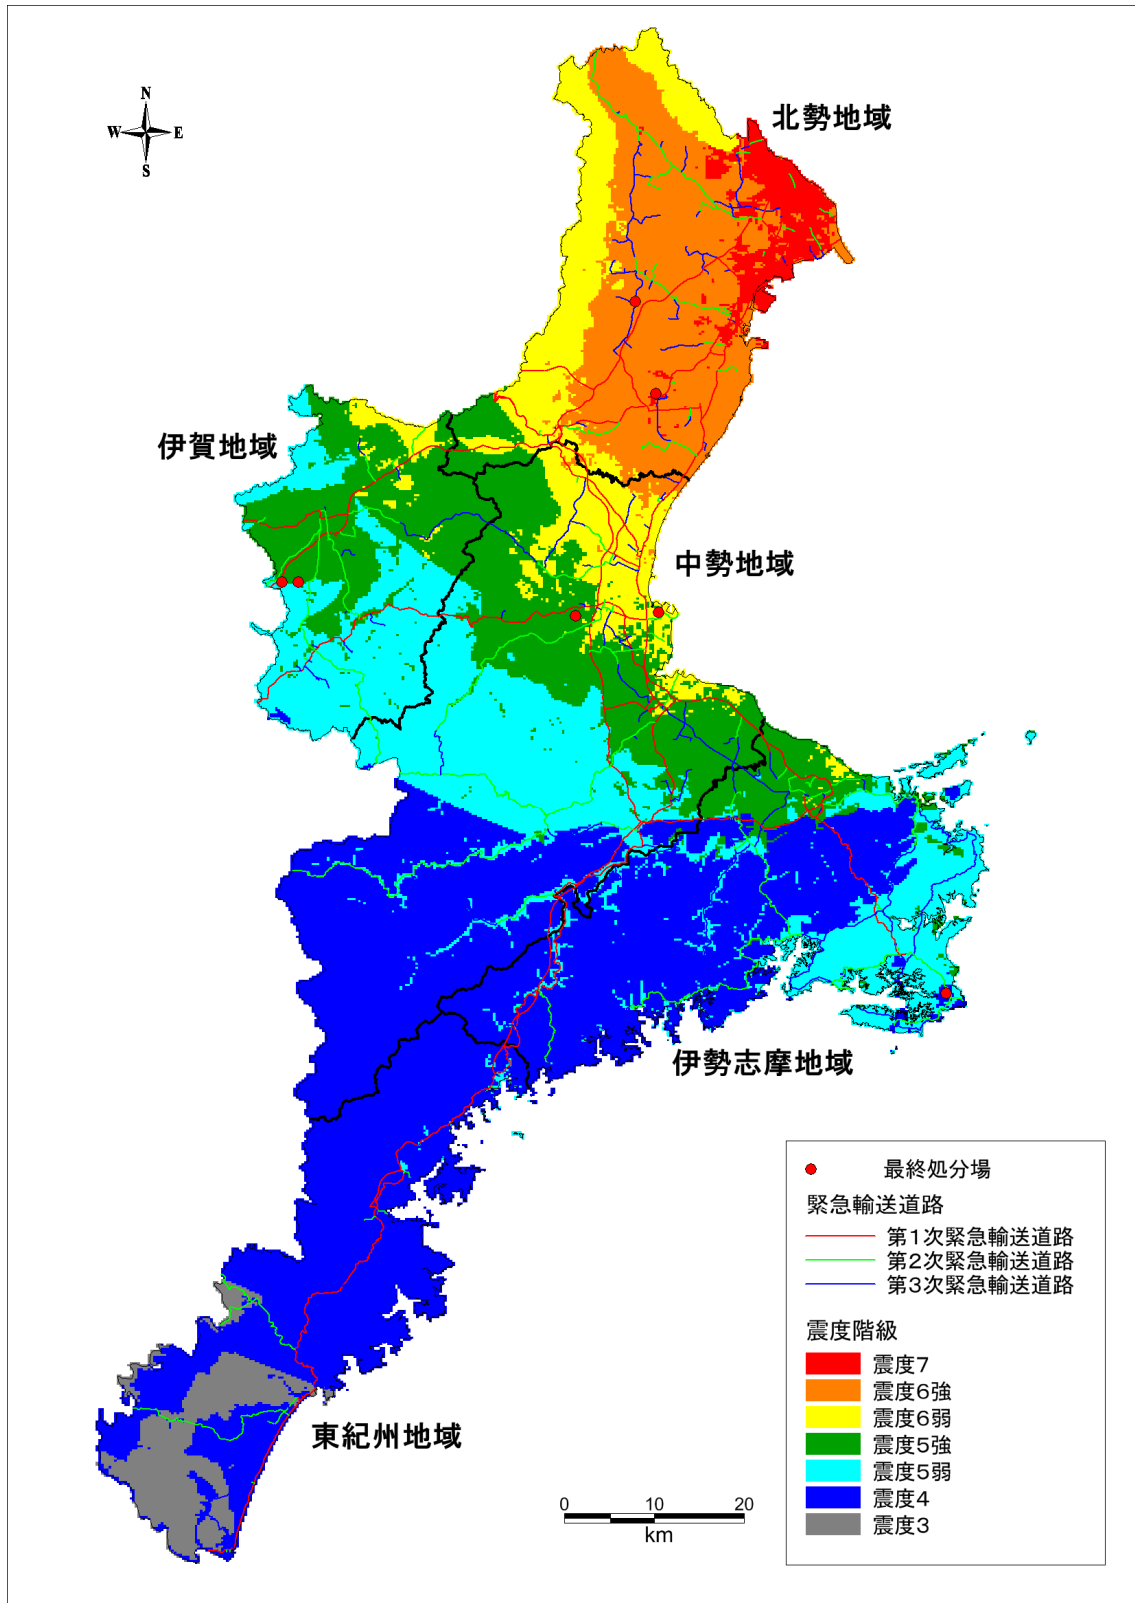 N
W E
S
北勢地域
伊賀地域
中勢地域
伊勢志摩地域
東紀州地域
最終処分場
緊急輸送道路
第1次緊急輸送道路
第2次緊急輸送道路
第3次緊急輸送道路
震度階級
震度7
震度6強
震度6弱
震度5強
震度5弱
震度4
震度3
0 10 20
km